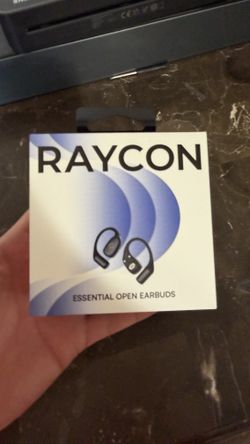 RAYCON
ESSENTIAL OPEN EARBUDS